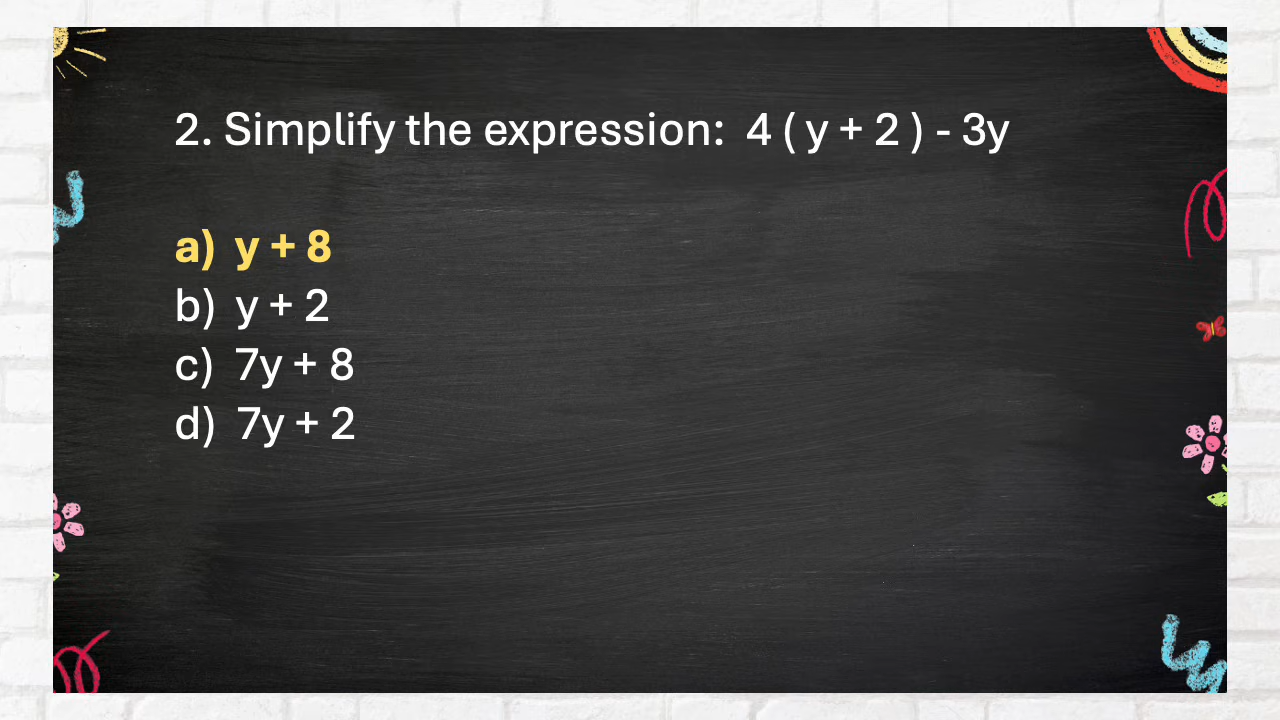 2. Simplify the expression: 4 ( y + 2 ) - 3y
a) y + 8
b) y + 2
c) 7y + 8
d) 7y + 2